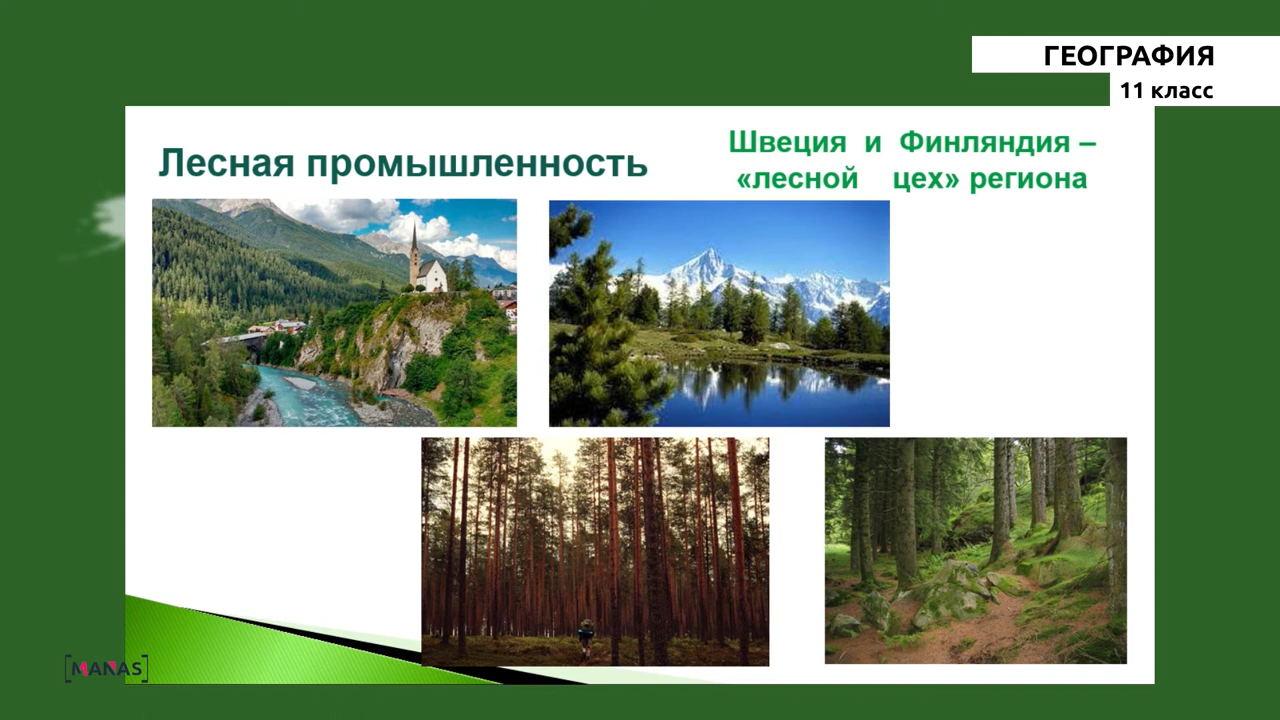 ГЕОГРАФИЯ
11 класс
Лесная промышленность
Швеция и Финляндия –
«лесной цех» региона
[MANAS]